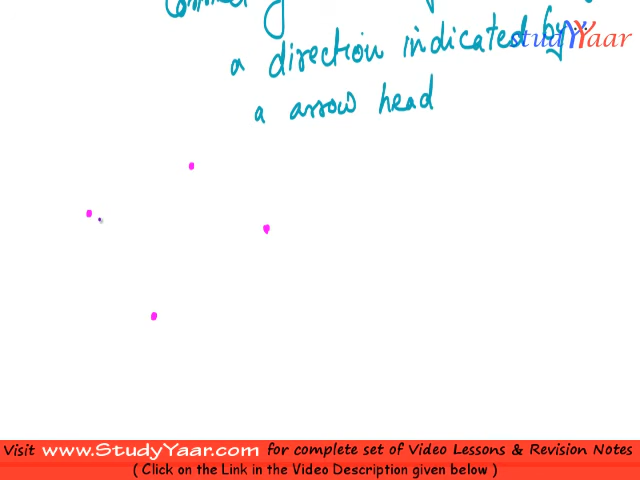 a direction indicated by
studYYaar
a arrow head
Visit www.StudyYaar.com for complete set of Video Lessons & Revision Notes
( Click on the Link in the Video Description given below )